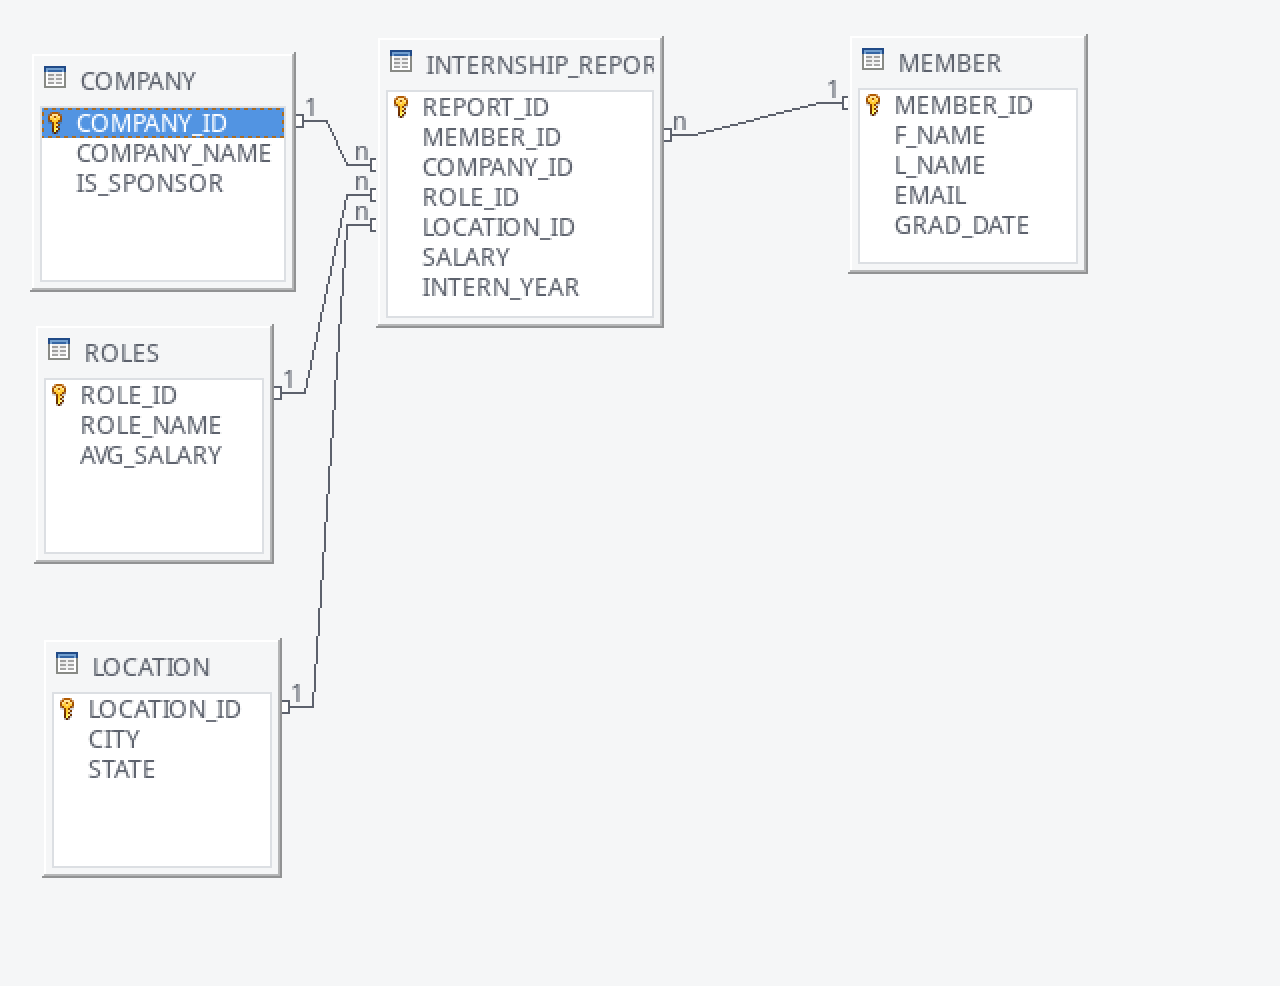 COMPANY
COMPANY_ID
COMPANY_NAME
IS_SPONSOR
1
n
n
n
INTERNSHIP_REPOR
REPORT_ID
MEMBER_ID
COMPANY_ID
ROLE_ID
LOCATION_ID
SALARY
INTERN_YEAR
n
1
MEMBER
MEMBER_ID
F_NAME
L_NAME
EMAIL
GRAD_DATE
ROLES
ROLE_ID
ROLE_NAME
AVG_SALARY
1
LOCATION
LOCATION_ID
CITY
STATE
1